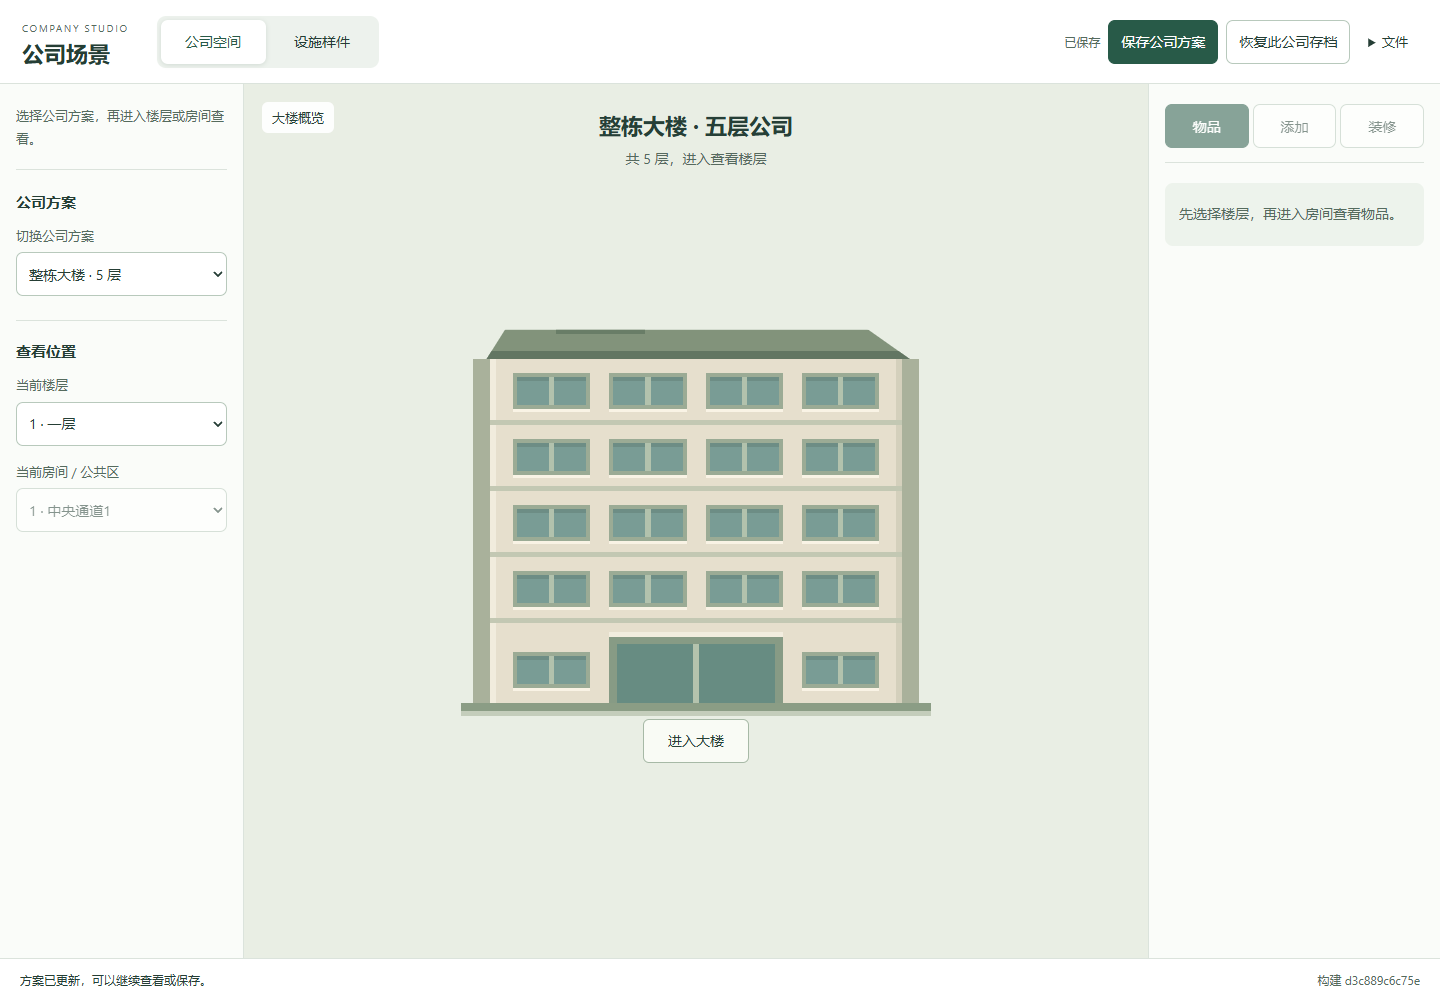 COMPANY STUDIO
公司场景
公司空间
设施样件
已保存
保存公司方案
恢复此公司存档
▶ 文件
选择公司方案，再进入楼层或房间查
看。
公司方案
切换公司方案
整栋大楼 · 5 层
查看位置
当前楼层
1 · 一层
当前房间 / 公共区
1 · 中央通道1
大楼概览
整栋大楼 · 五层公司
共 5 层，进入查看楼层
进入大楼
物品
添加
装修
先选择楼层，再进入房间查看物品。
方案已更新，可以继续查看或保存。
构建 d3c889c6c75e